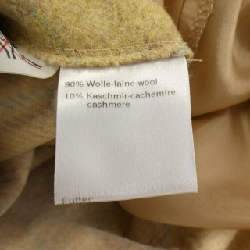 90% Wolle-laine-wool
10% Kaschmir-cachemire
cashmere
Futter: